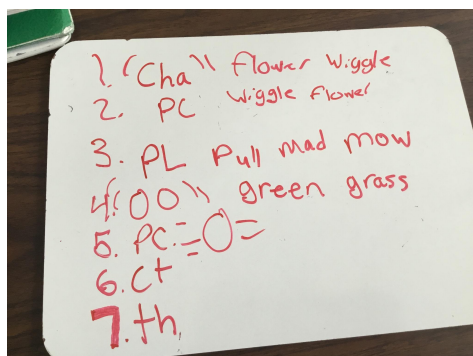 1. "Cha" flower wiggle
2. PC wiggle flower
3. PL Pull mad mow
4. "OO" green grass
5. PC =O=
6. ct
7. th